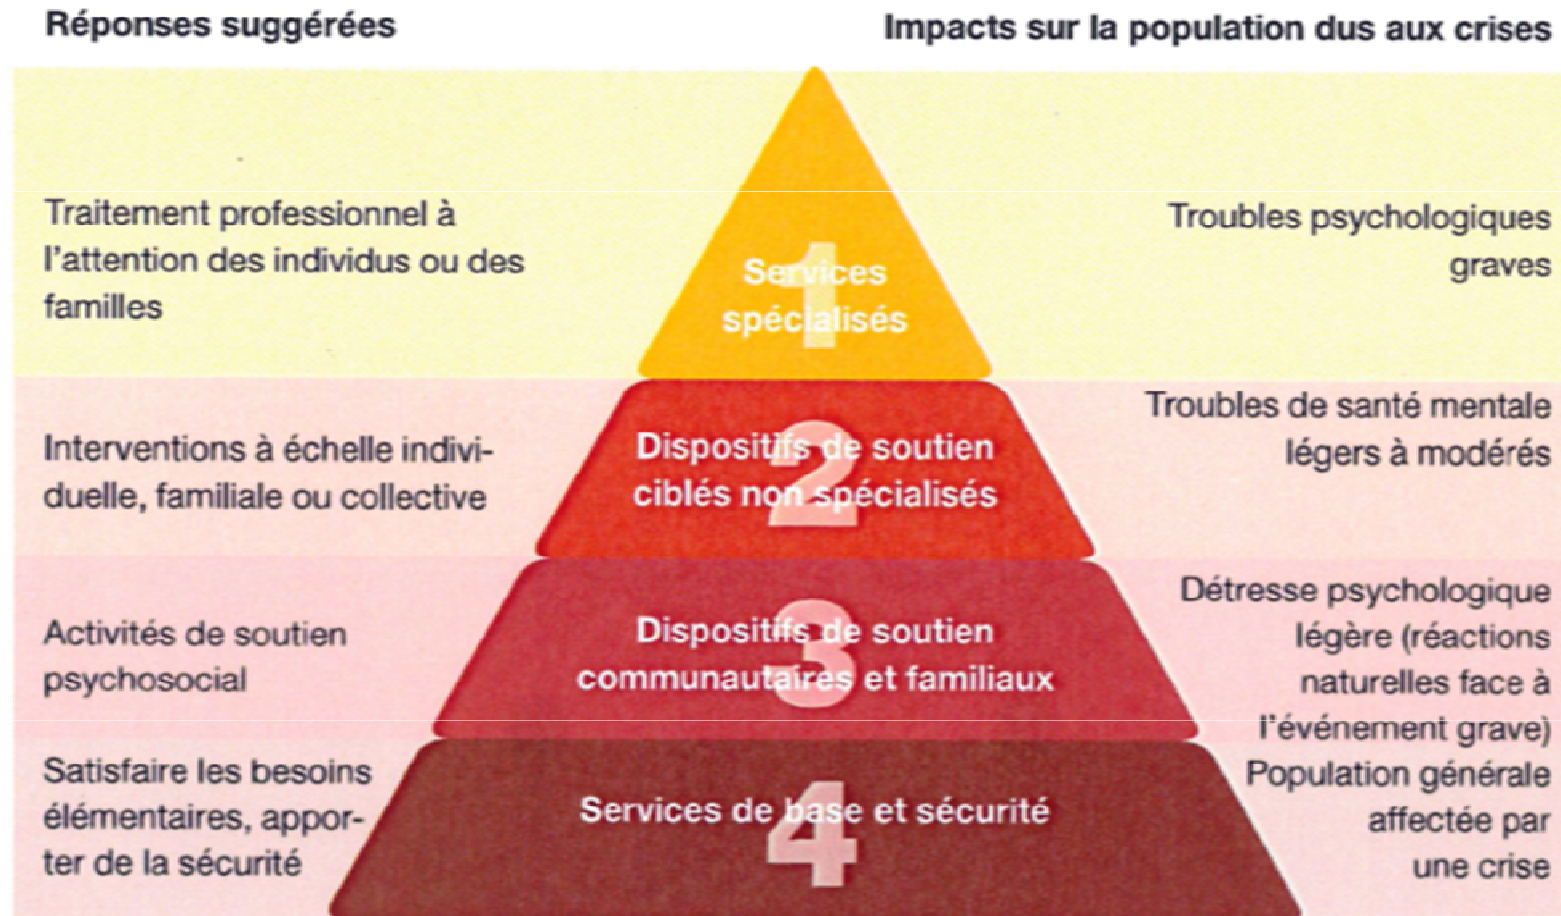 Réponses suggérées
Impacts sur la population dus aux crises
Traitement professionnel à
l'attention des individus ou des
familles
1
Services
spécialisés
Troubles psychologiques
graves
Interventions à échelle indivi-
duelle, familiale ou collective
2
Dispositifs de soutien
ciblés non spécialisés
Troubles de santé mentale
légers à modérés
Activités de soutien
psychosocial
3
Dispositifs de soutien
communautaires et familiaux
Détresse psychologique
légère (réactions
naturelles face à
l'événement grave)
Satisfaire les besoins
élémentaires, appor-
ter de la sécurité
4
Services de base et sécurité
Population générale
affectée par
une crise